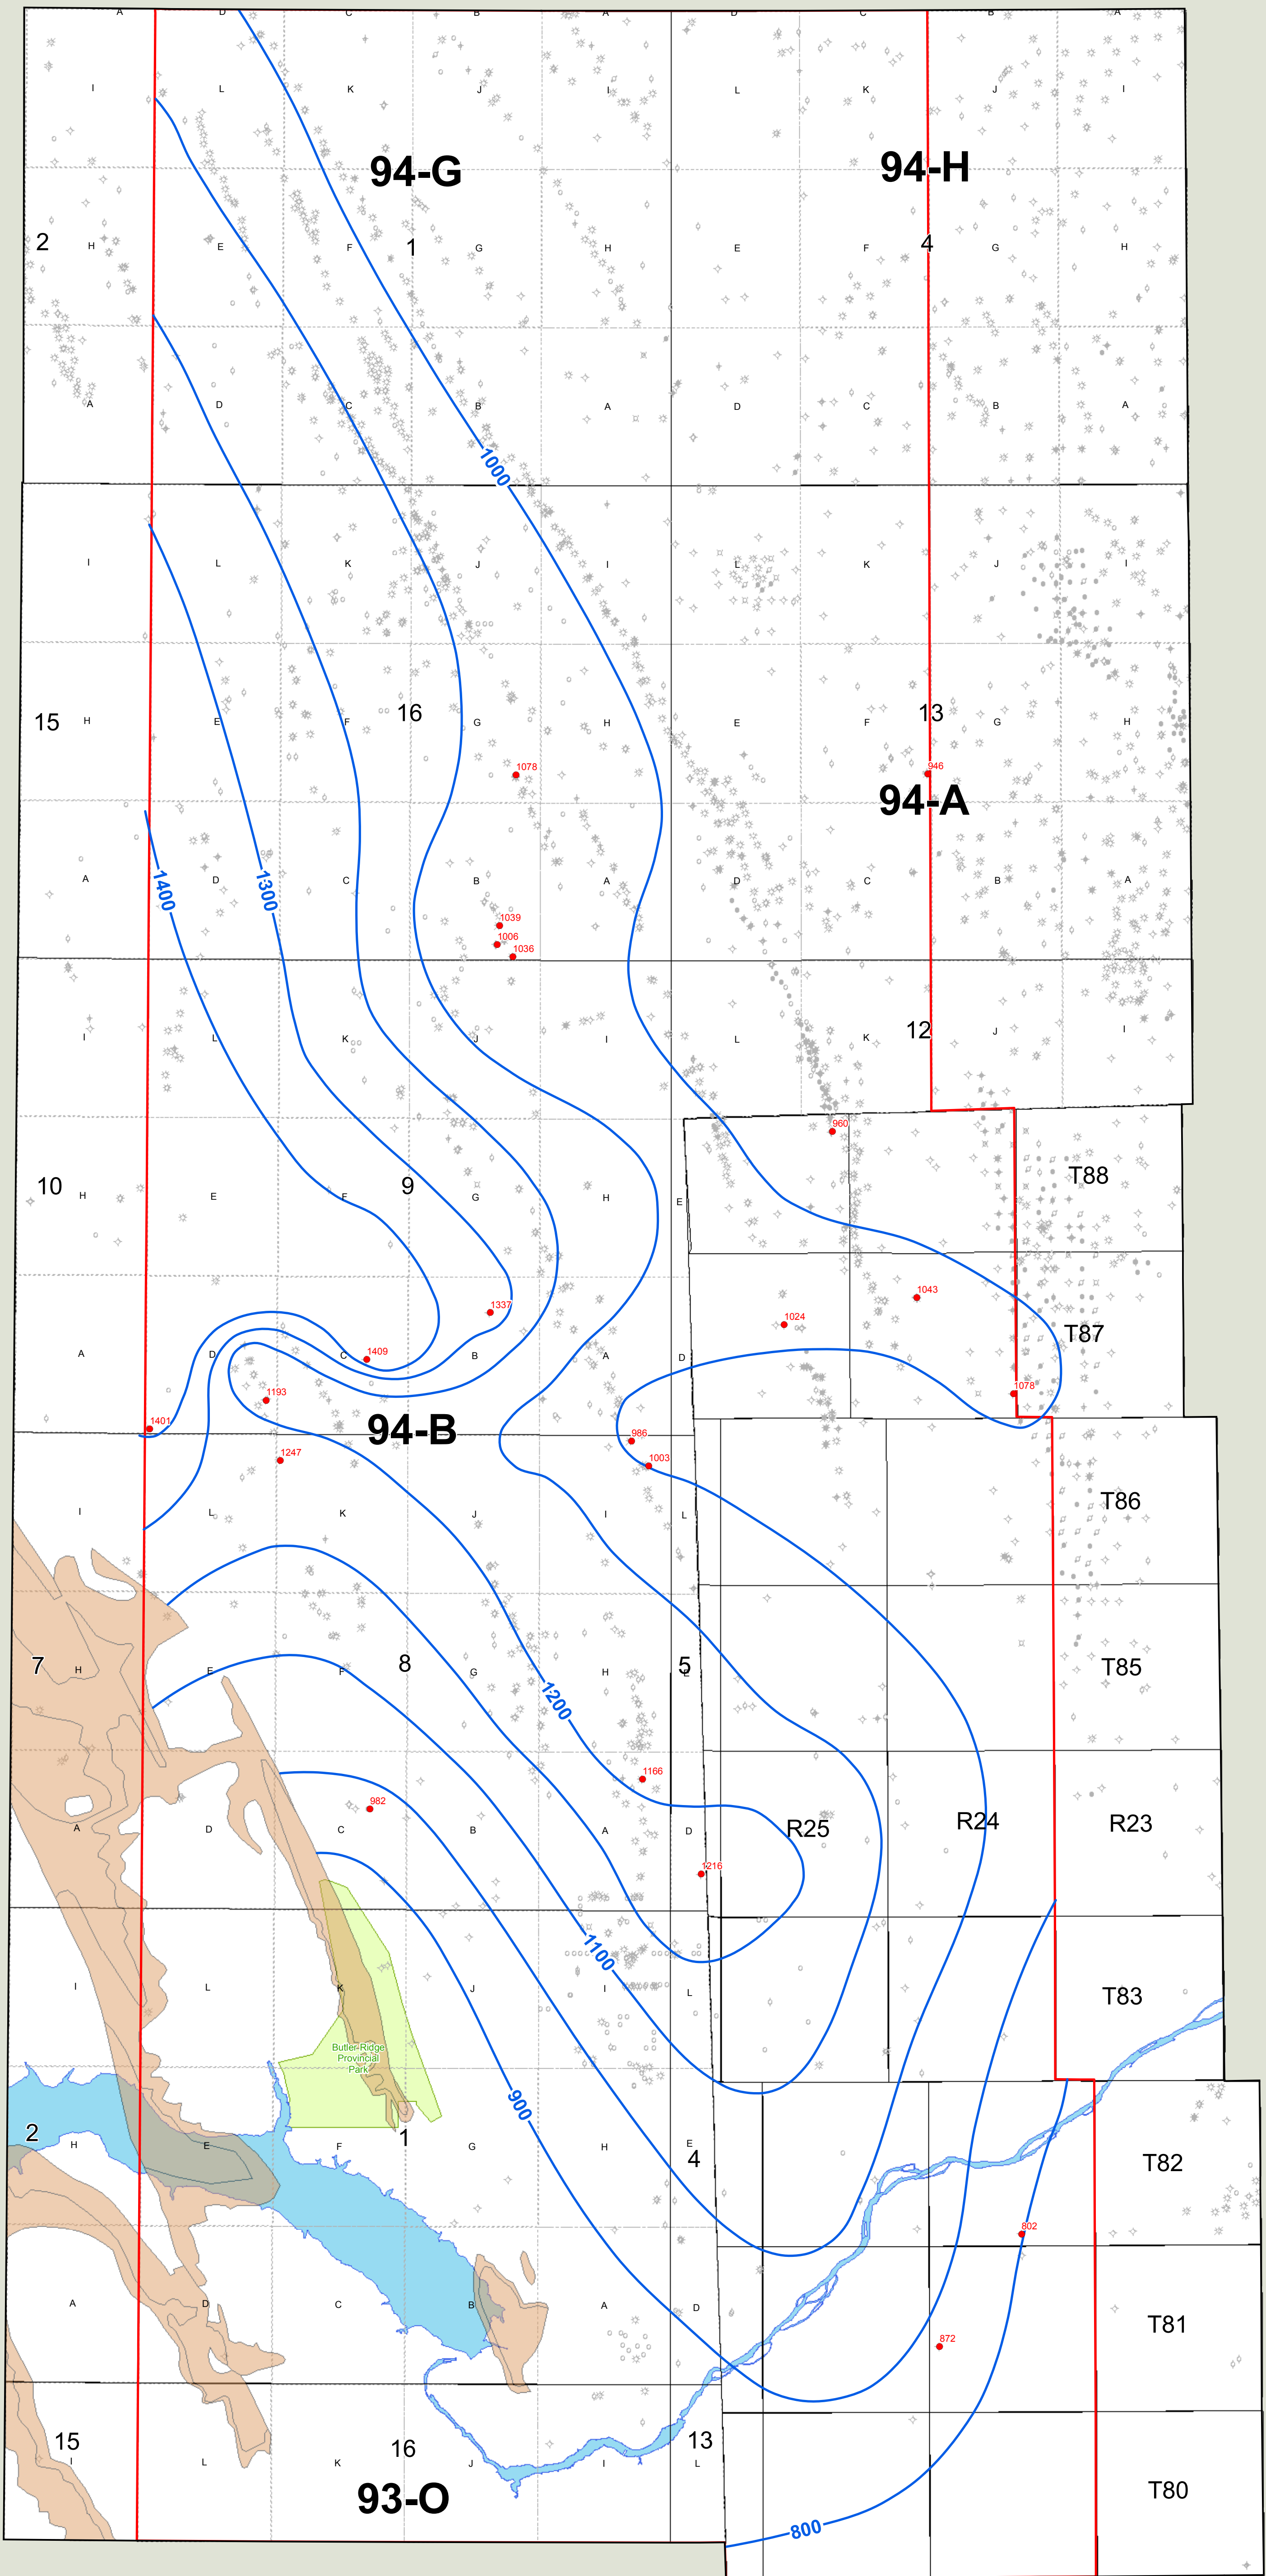 A D C B A D C B A
I L K J I L K J I
94-G 94-H
2 H E F 1 G H E F 4 G H
A D C B A D C B A
1000
I L K J I L K J I
15 H E F 16 G H E F 13 G H
1078 946
94-A
A 1400 D 1300 C B A D C B A
1039
1006
1036
I L K J I L K 12 J I
960
10 H E F 9 G H E T88
1337 1043
1024 T87
A D C B A D
1409
1193 1078
1401 94-B 986
1247 1003
I L K J I L T86
7 H E F 8 G H 5 T85
1200
1166
982
A D C B A D R25 R24 R23
1216
1100
I L K J I L T83
Butler Ridge
Provincial
Park
900
2 H E F 1 G H E 4 T82
802
A D C B A D T81
872
15 I L K 16 J I 13 L
93-O T80
800